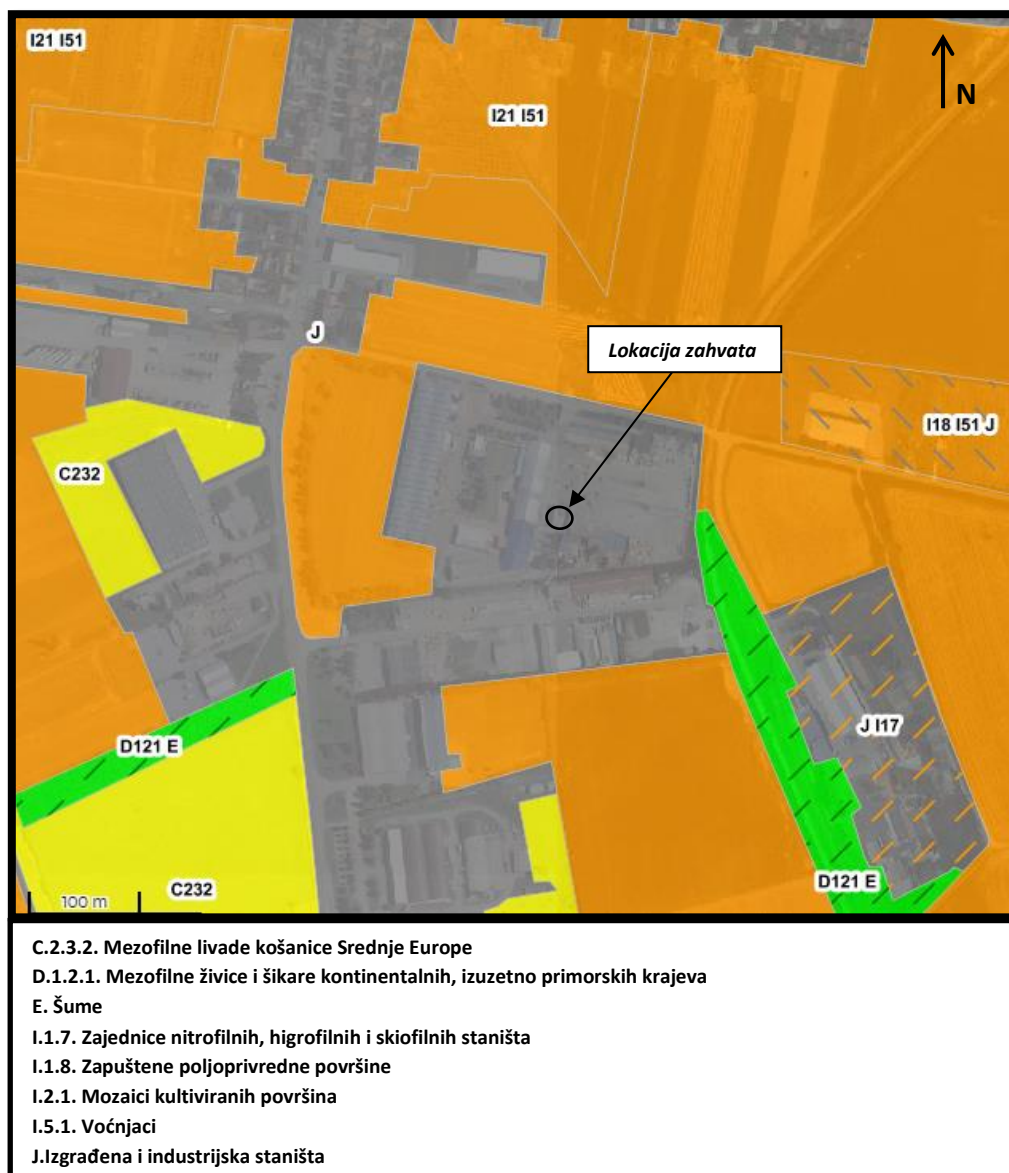 I21 I51
N
I21 I51
J
Lokacija zahvata
I18 I51 J
C232
J I17
D121 E
D121 E
C232
100 m
C.2.3.2. Mezofilne livade košanice Srednje Europe
D.1.2.1. Mezofilne živice i šikare kontinentalnih, izuzetno primorskih krajeva
E. Šume
I.1.7. Zajednice nitrofilnih, higrofilnih i skiofilnih staništa
I.1.8. Zapuštene poljoprivredne površine
I.2.1. Mozaici kultiviranih površina
I.5.1. Voćnjaci
J.Izgrađena i industrijska staništa